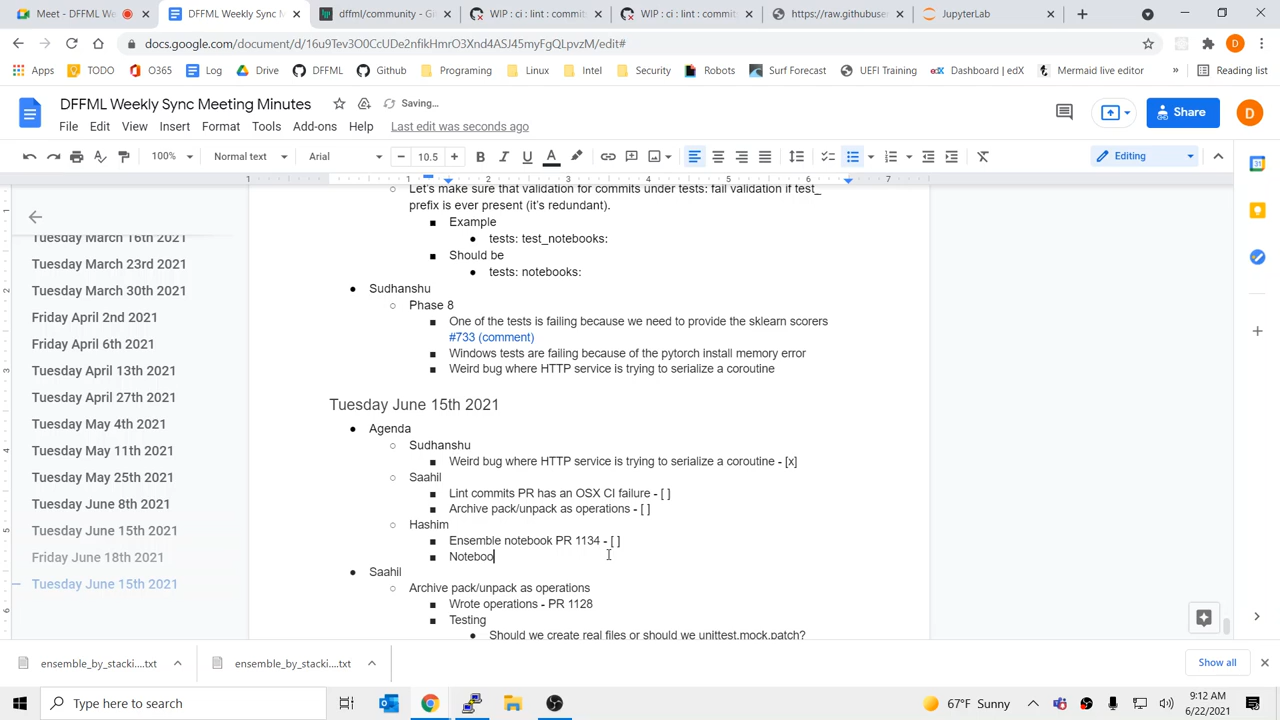 Meet –
DFFML Weekly Sync M
dffml/common · G
WIP : ci : lint : commits
WIP : ci : lint : commits
https://raw.githubuser
JupyterLab
docs.google.com/document/d/16u9Tev3O0CcUDe2nfikHmrO3XnJ4ASJ45myFgQLpvzM/edit#
Apps TODO O365 Log Drive DFFML Github Programing Linux Intel Security Robots Surf Forecast UEFI Training Dashboard | edX Mermaid live editor » Reading list
DFFML Weekly Sync Meeting Minutes Saving...
File Edit View Insert Format Tools Add-ons Help Last edit was seconds ago
Share
D
100% Normal text Arial 10.5 Editing
1 1 2 3 4 5 6 7
Tuesday March 16th 2021
Tuesday March 23rd 2021
Tuesday March 30th 2021
Friday April 2nd 2021
Friday April 6th 2021
Tuesday April 13th 2021
Tuesday April 27th 2021
Tuesday May 4th 2021
Tuesday May 11th 2021
Tuesday May 25th 2021
Tuesday June 8th 2021
Tuesday June 15th 2021
Friday June 18th 2021
Tuesday June 15th 2021
Let's make sure that validation for commits under tests: fail validation if test_
prefix is ever present (it's redundant).
Example
tests: test_notebooks:
Should be
tests: notebooks:
Sudhanshu
Phase 8
One of the tests is failing because we need to provide the sklearn scorers
#733 (comment)
Windows tests are failing because of the pytorch install memory error
Weird bug where HTTP service is trying to serialize a coroutine
Tuesday June 15th 2021
Agenda
Sudhanshu
Weird bug where HTTP service is trying to serialize a coroutine - [x]
Saahil
Lint commits PR has an OSX CI failure - [ ]
Archive pack/unpack as operations - [ ]
Hashim
Ensemble notebook PR 1134 - [ ]
Noteboo
Saahil
Archive pack/unpack as operations
Wrote operations - PR 1128
Testing
Should we create real files or should we unittest.mock.patch?
ensemble_by_stacki....txt
ensemble_by_stacki....txt
Show all
Type here to search
67°F Sunny
9:12 AM
6/22/2021